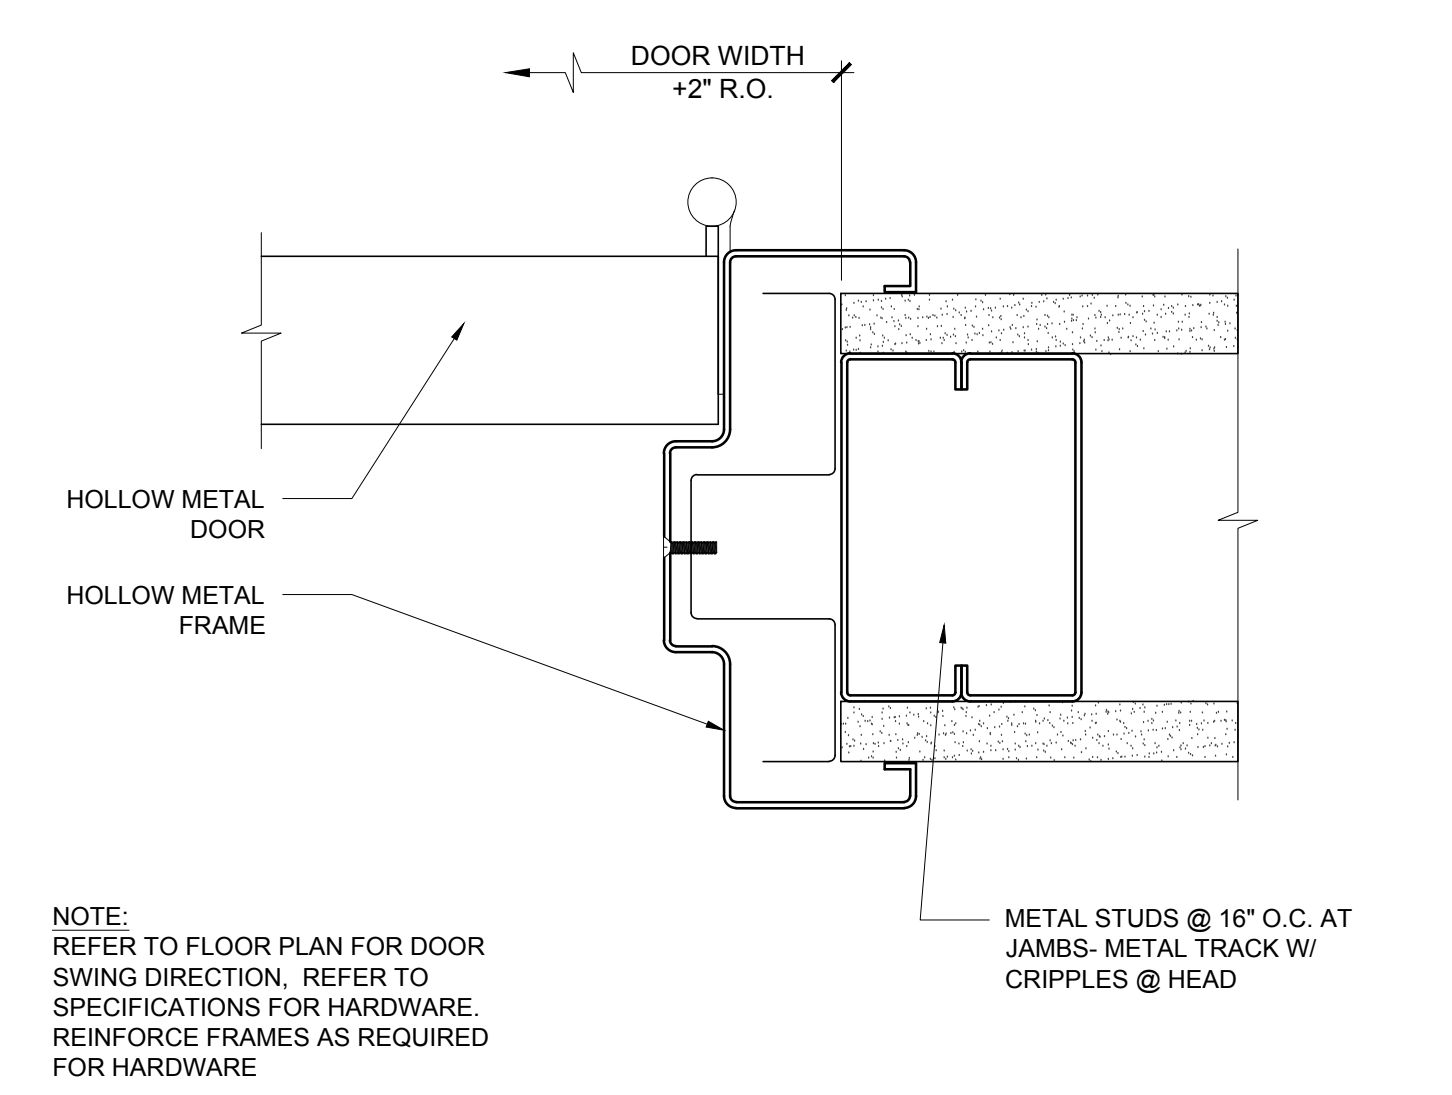 DOOR WIDTH
+2" R.O.
HOLLOW METAL
DOOR
HOLLOW METAL
FRAME
METAL STUDS @ 16" O.C. AT
JAMBS- METAL TRACK W/
CRIPPLES @ HEAD
NOTE:
REFER TO FLOOR PLAN FOR DOOR
SWING DIRECTION, REFER TO
SPECIFICATIONS FOR HARDWARE.
REINFORCE FRAMES AS REQUIRED
FOR HARDWARE